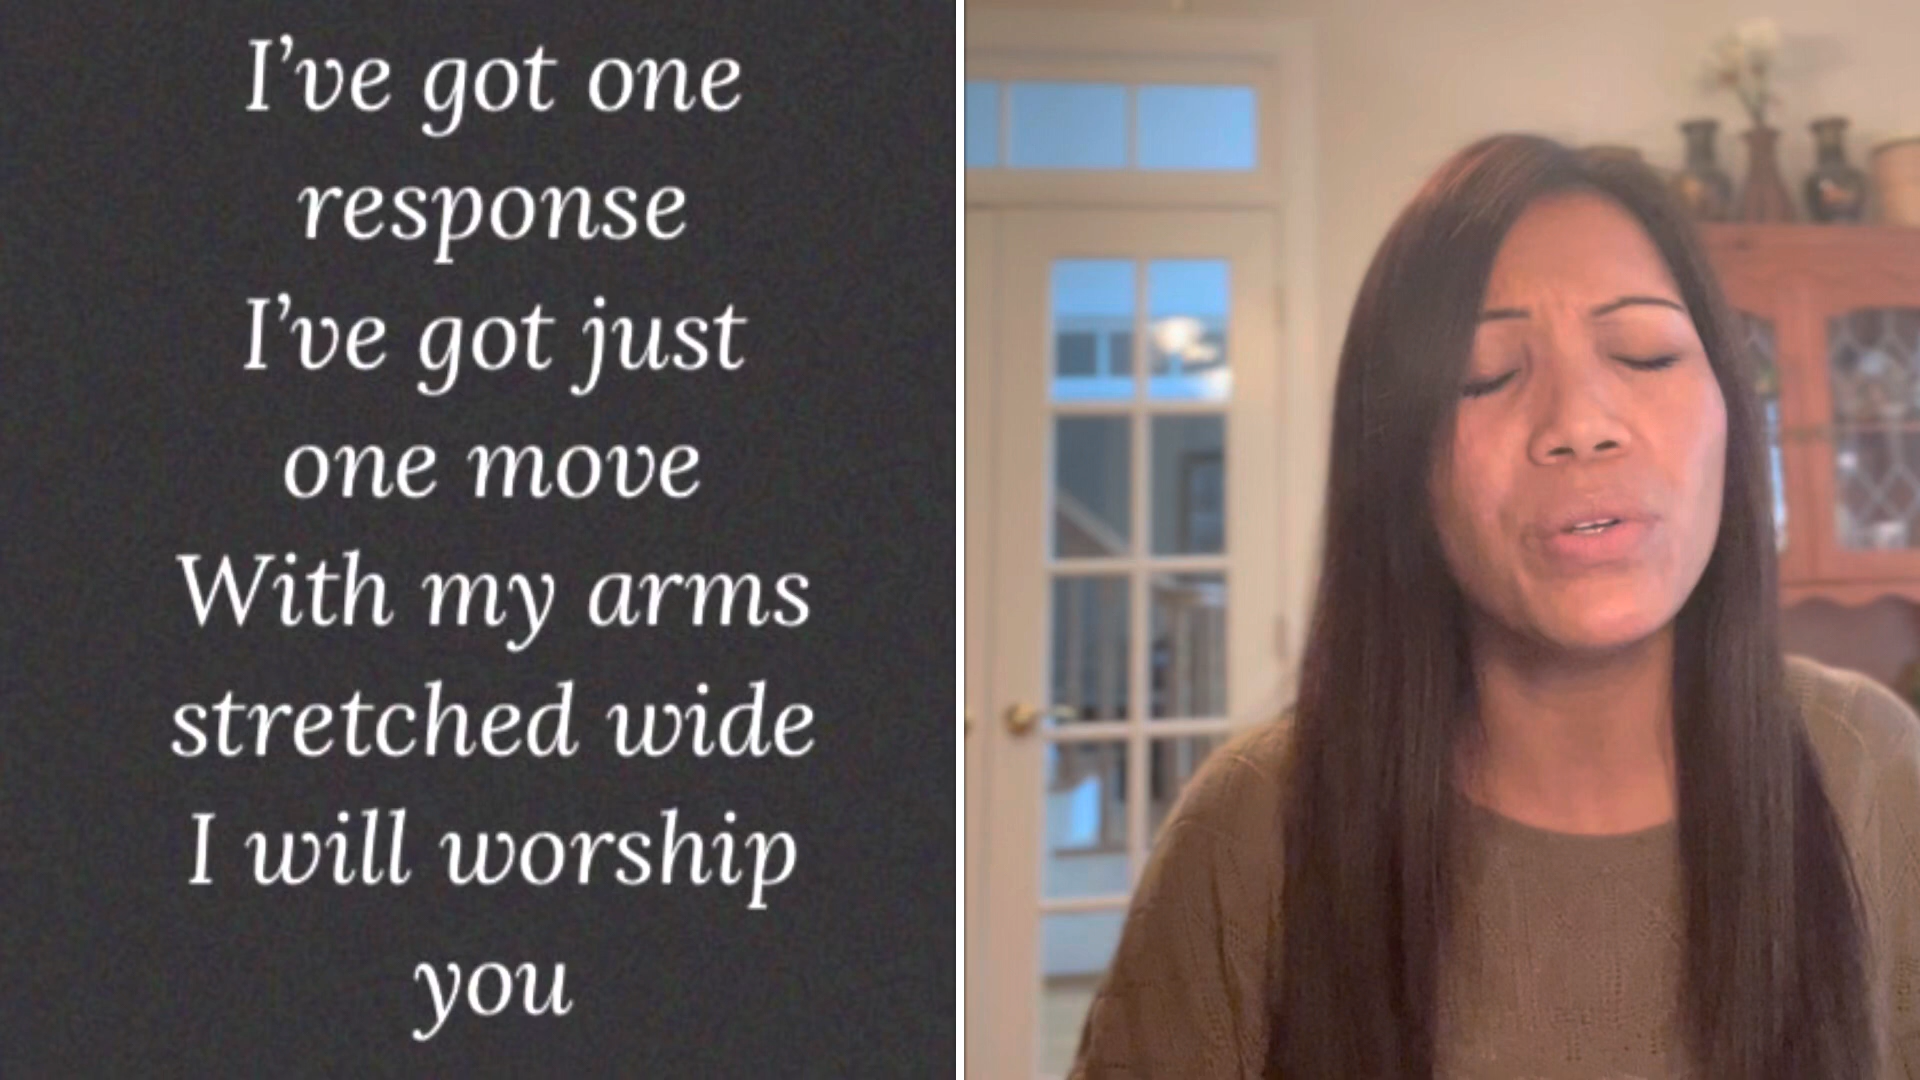 I’ve got one
response
I’ve got just
one move
With my arms
stretched wide
I will worship
you